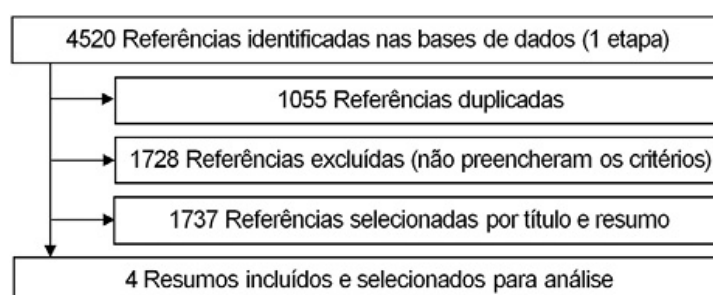 4520 Referências identificadas nas bases de dados (1 etapa)
1055 Referências duplicadas
1728 Referências excluídas (não preencheram os critérios)
1737 Referências selecionadas por título e resumo
4 Resumos incluídos e selecionados para análise